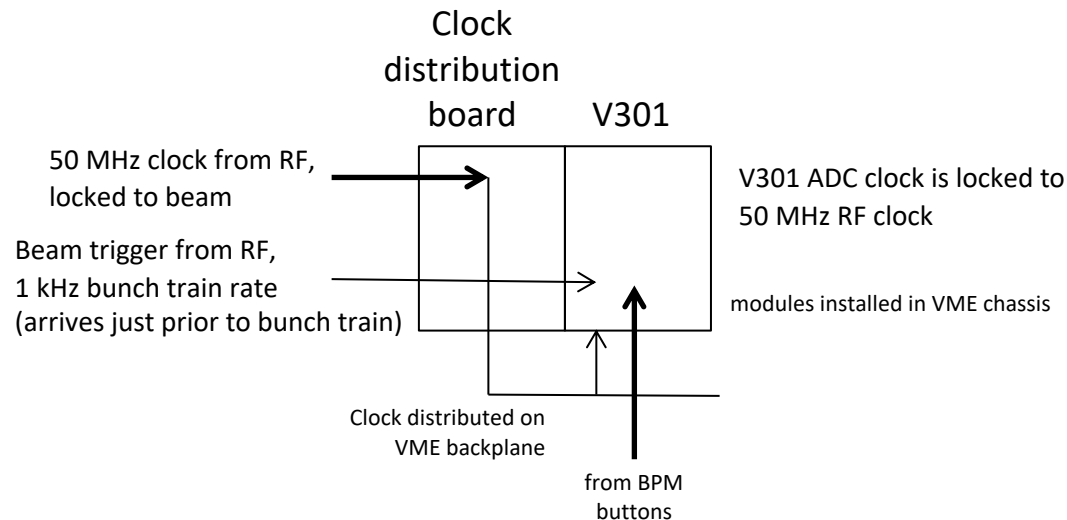 Clock
distribution
board
V301
50 MHz clock from RF,
locked to beam
V301 ADC clock is locked to
50 MHz RF clock
Beam trigger from RF,
1 kHz bunch train rate
(arrives just prior to bunch train)
modules installed in VME chassis
Clock distributed on
VME backplane
from BPM
buttons